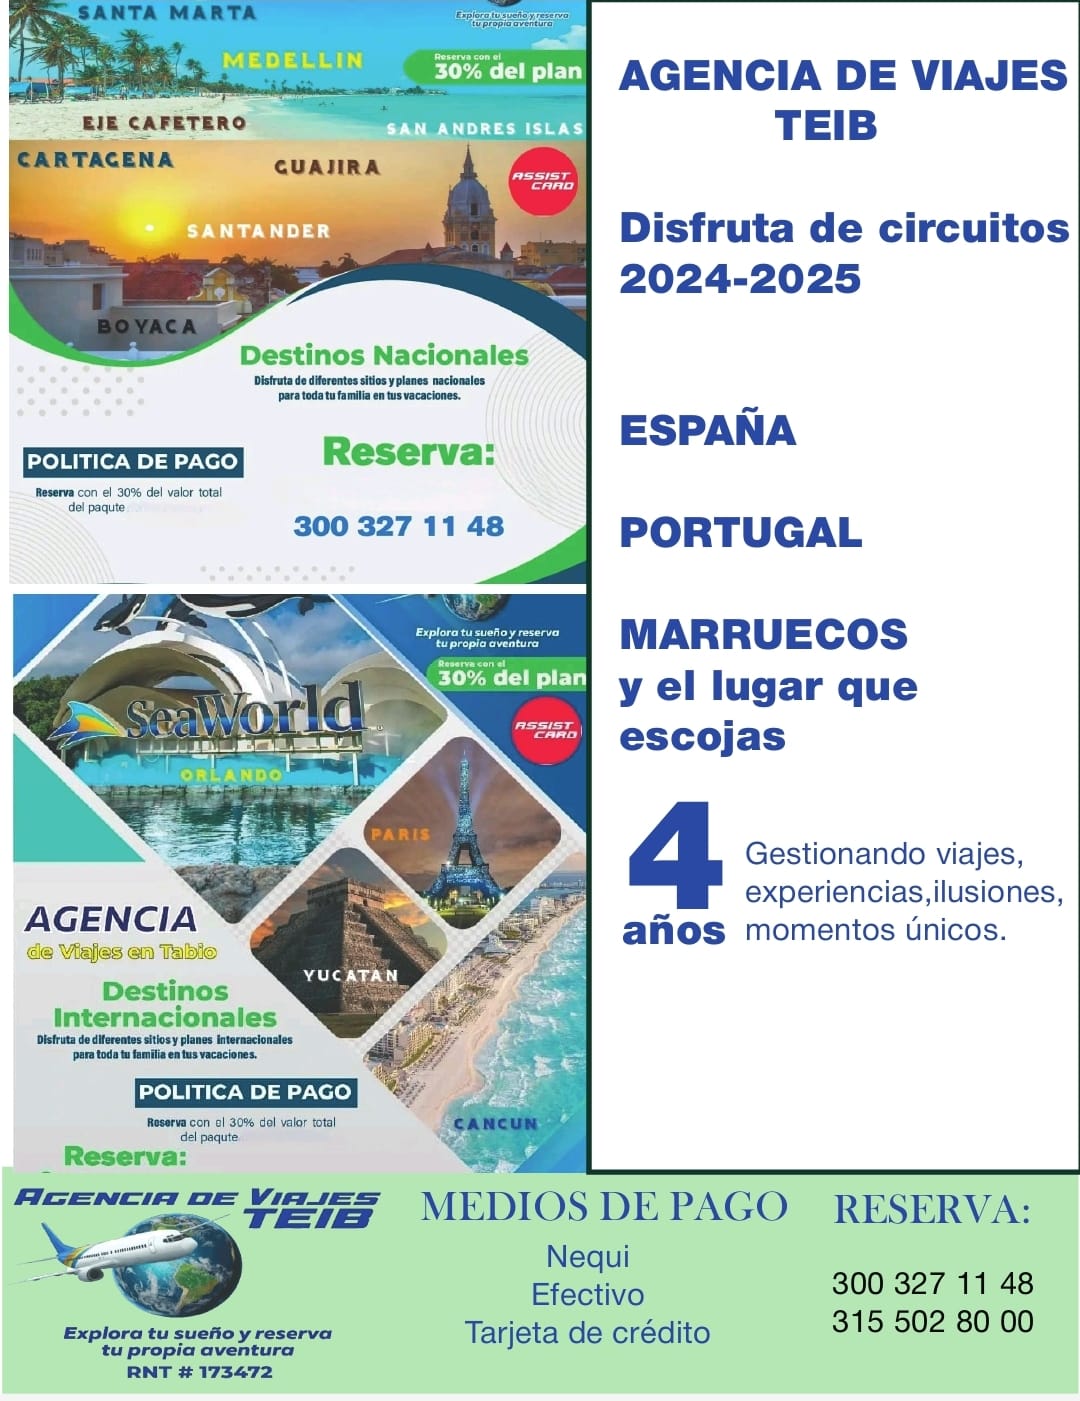 SANTA MARTA
Explora tu sueño y reserva
tu propia aventura
MEDELLIN
Reserva con el
30% del plan
EJE CAFETERO
SAN ANDRES ISLAS
CARTAGENA
GUAJIRA
ASSIST
CARD
SANTANDER
BOYACA
Destinos Nacionales
Disfruta de diferentes sitios y planes nacionales
para toda tu familia en tus vacaciones.
POLITICA DE PAGO
Reserva con el 30% del valor total
del paqute
Reserva:
300 327 11 48
AGENCIA DE VIAJES
TEIB
Disfruta de circuitos
2024-2025
ESPAÑA
PORTUGAL
MARRUECOS
y el lugar que
escojas
4
años
Gestionando viajes,
experiencias,ilusiones,
momentos únicos.
Explora tu sueño y reserva
tu propia aventura
Reserva con el
30% del plan
ASSIST
CARD
SeaWorld
ORLANDO
PARIS
YUCATAN
CANCUN
AGENCIA
de Viajes en Tabio
Destinos
Internacionales
Disfruta de diferentes sitios y planes internacionales
para toda tu familia en tus vacaciones.
POLITICA DE PAGO
Reserva con el 30% del valor total
del paqute
Reserva:
AGENCIA DE VIAJES
TEIB
Explora tu sueño y reserva
tu propia aventura
RNT # 173472
MEDIOS DE PAGO
Nequi
Efectivo
Tarjeta de crédito
RESERVA:
300 327 11 48
315 502 80 00